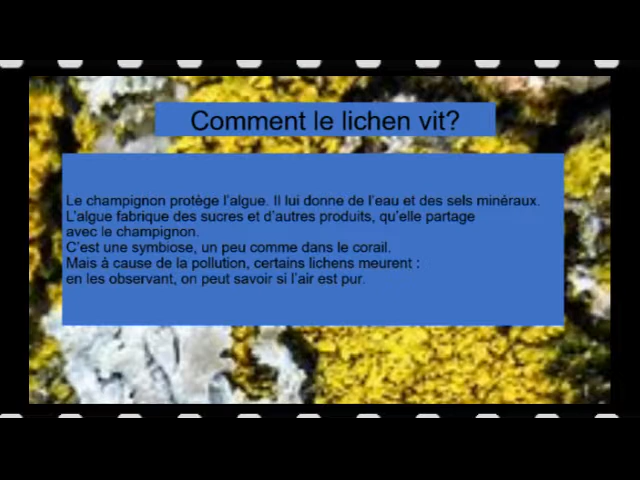 Comment le lichen vit?
Le champignon protège l’algue. Il lui donne de l’eau et des sels minéraux.
L’algue fabrique des sucres et d’autres produits, qu’elle partage
avec le champignon.
C’est une symbiose, un peu comme dans le corail.
Mais à cause de la pollution, certains lichens meurent :
en les observant, on peut savoir si l’air est pur.